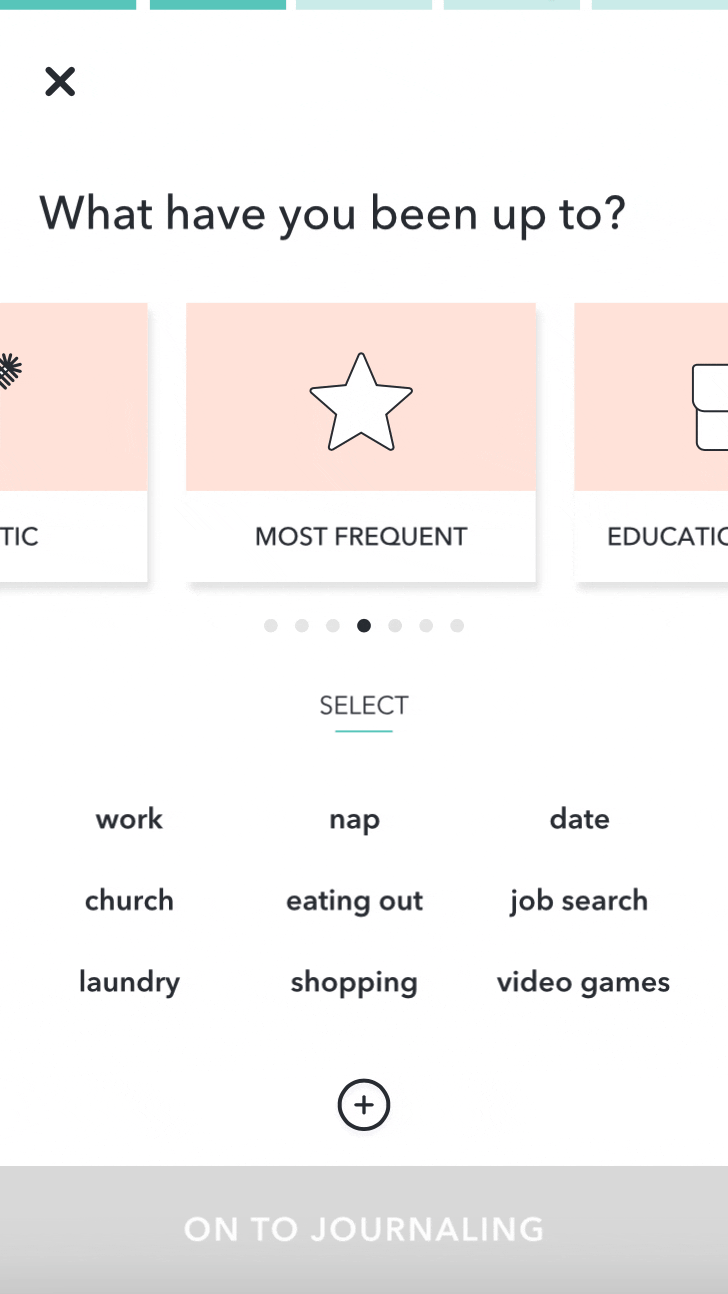 What have you been up to?
TIC MOST FREQUENT EDUCATIO
SELECT
work nap date
church eating out job search
laundry shopping video games
ON TO JOURNALING